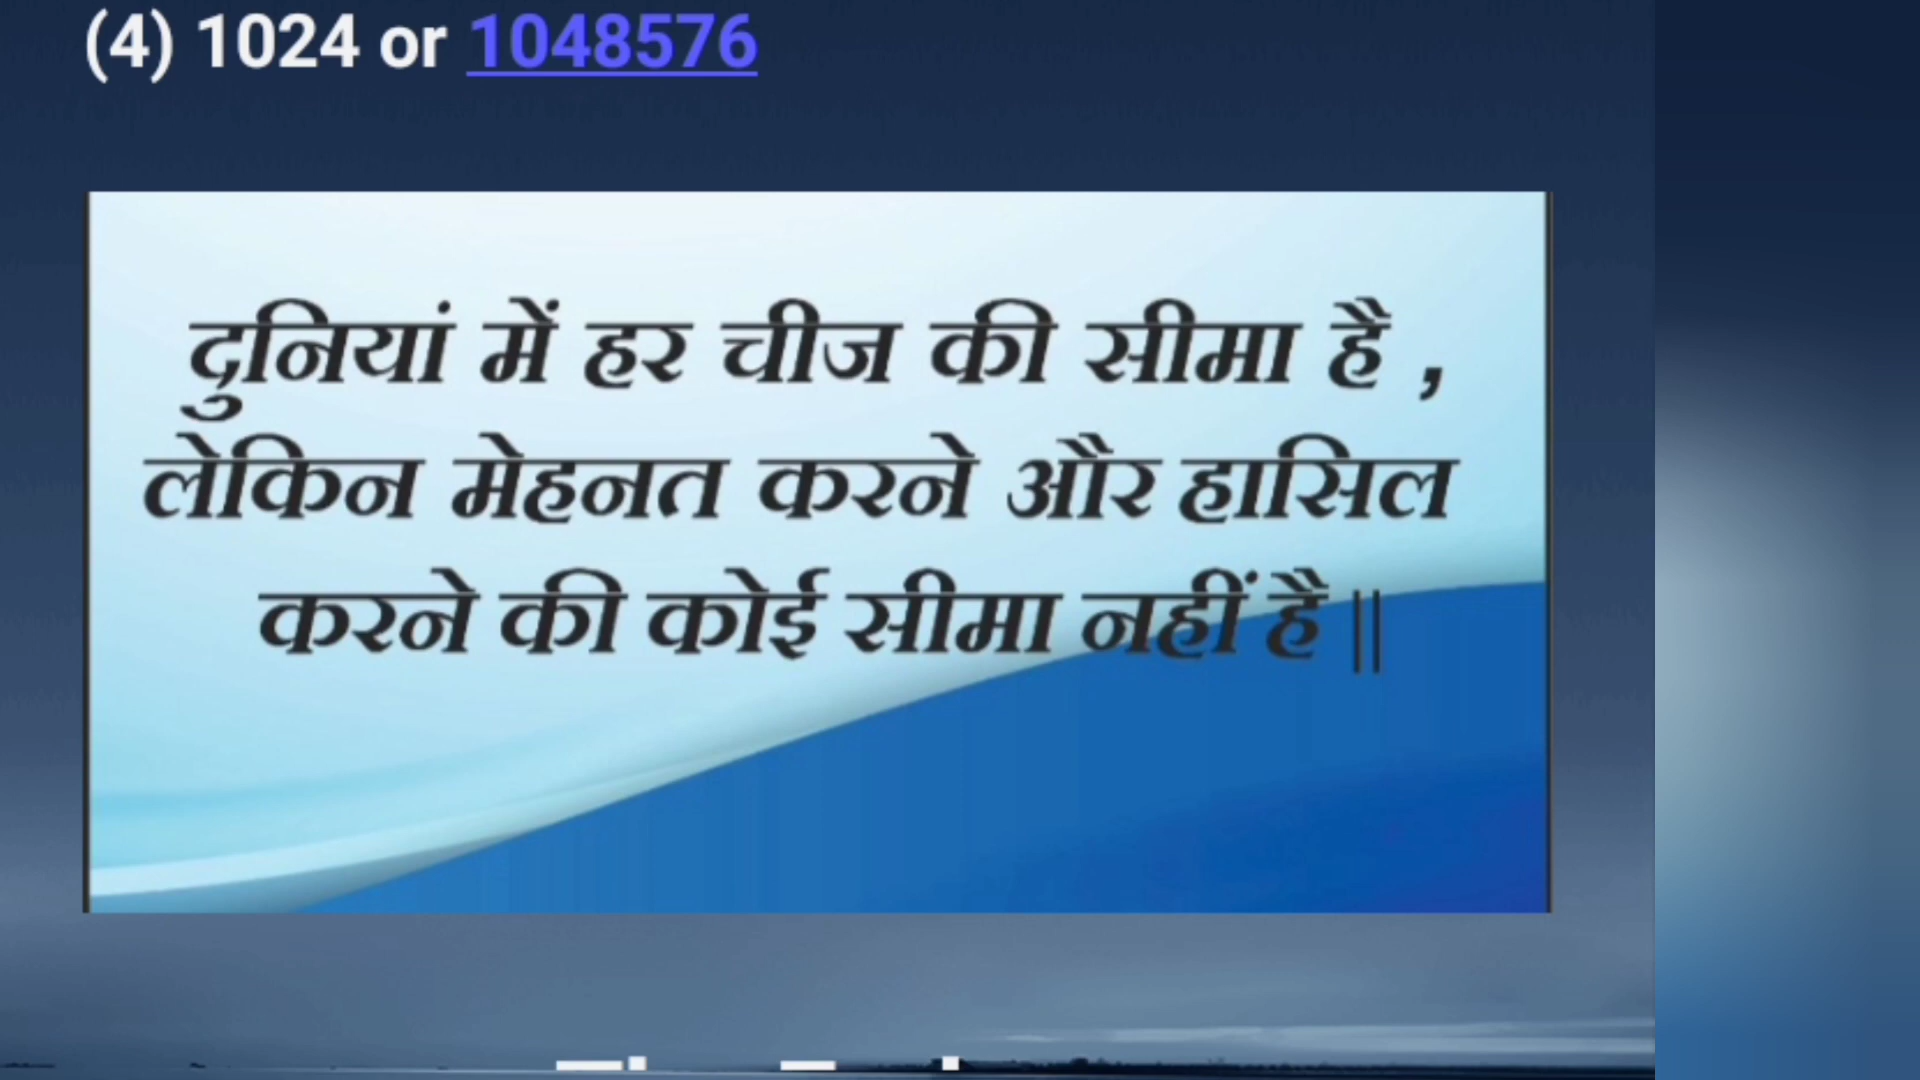 (4) 1024 or 1048576
दुनियां में हर चीज की सीमा है ,
लेकिन मेहनत करने और हासिल
करने की कोई सीमा नहीं है ||